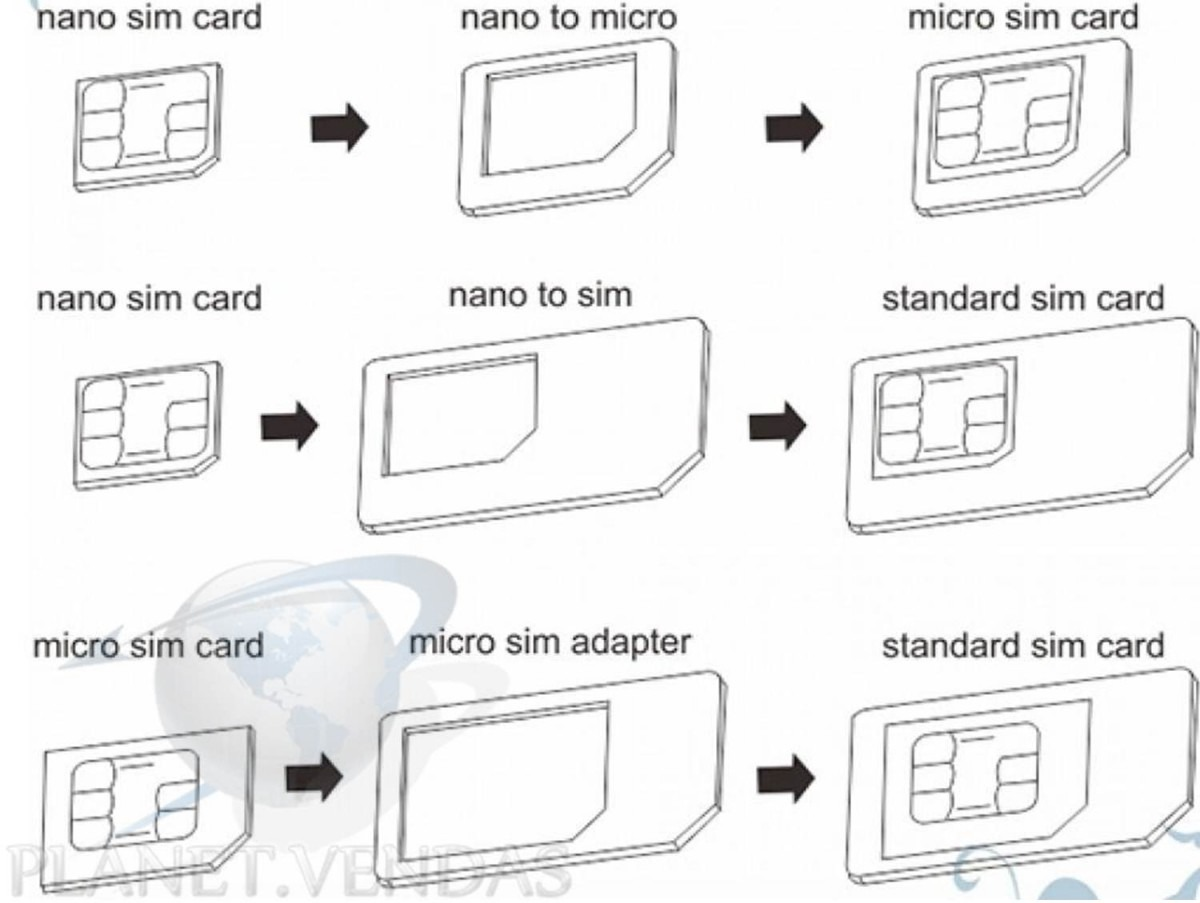 nano sim card
nano to micro
micro sim card
nano sim card
nano to sim
standard sim card
micro sim card
micro sim adapter
standard sim card
PLANET.VENDAS